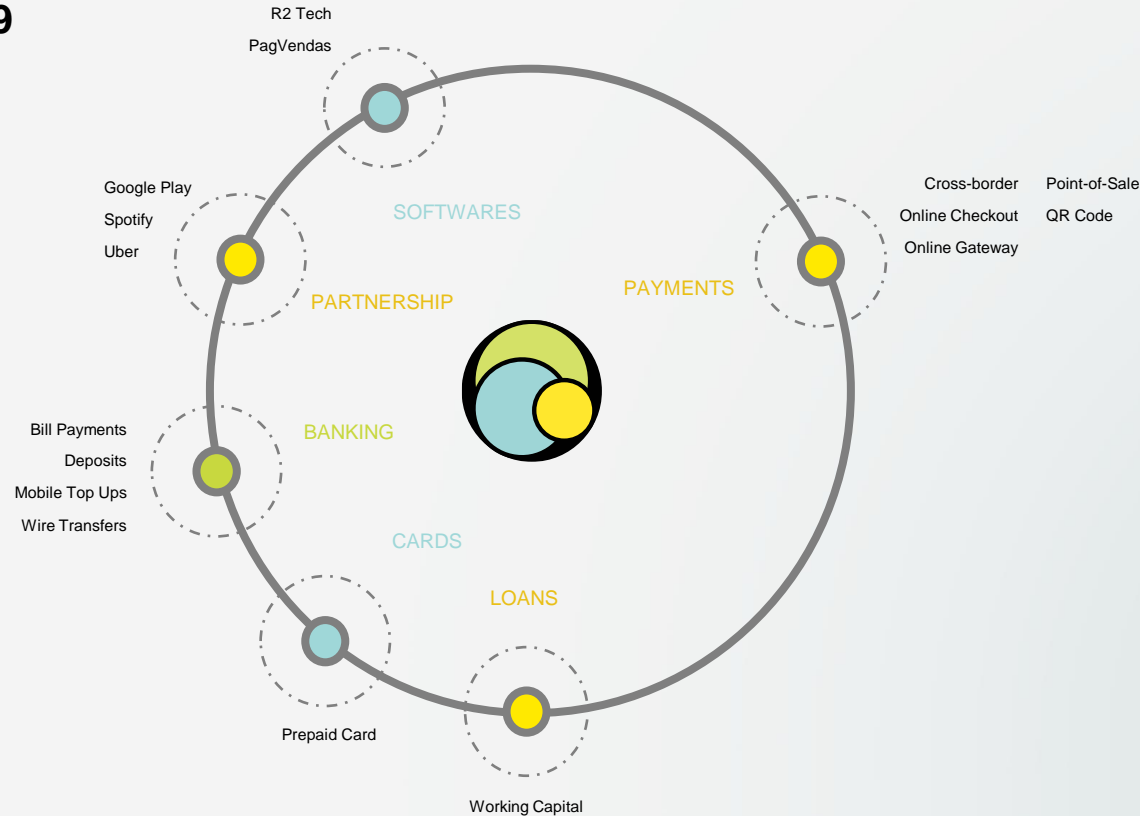 9
R2 Tech
PagVendas
Google Play
Spotify
Uber
SOFTWARES
Cross-border Point-of-Sale
Online Checkout QR Code
Online Gateway
PAYMENTS
PARTNERSHIP
Bill Payments
Deposits
Mobile Top Ups
Wire Transfers
BANKING
CARDS
LOANS
Prepaid Card
Working Capital